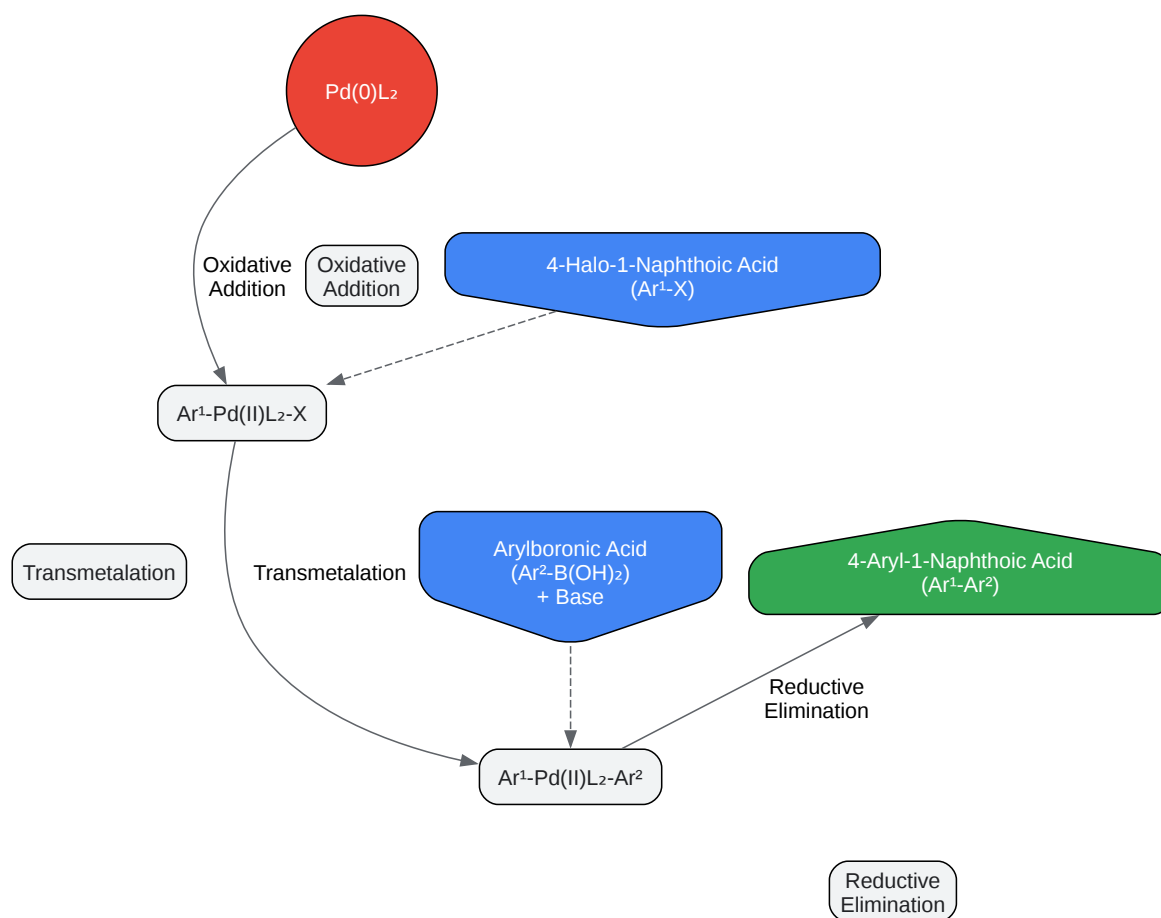 Pd(0)L₂
Oxidative
Addition
Oxidative
Addition
4-Halo-1-Naphthoic Acid
(Ar¹-X)
Ar¹-Pd(II)L₂-X
Transmetalation
Transmetalation
Arylboronic Acid
(Ar²-B(OH)₂)
+ Base
4-Aryl-1-Naphthoic Acid
(Ar¹-Ar²)
Reductive
Elimination
Ar¹-Pd(II)L₂-Ar²
Reductive
Elimination